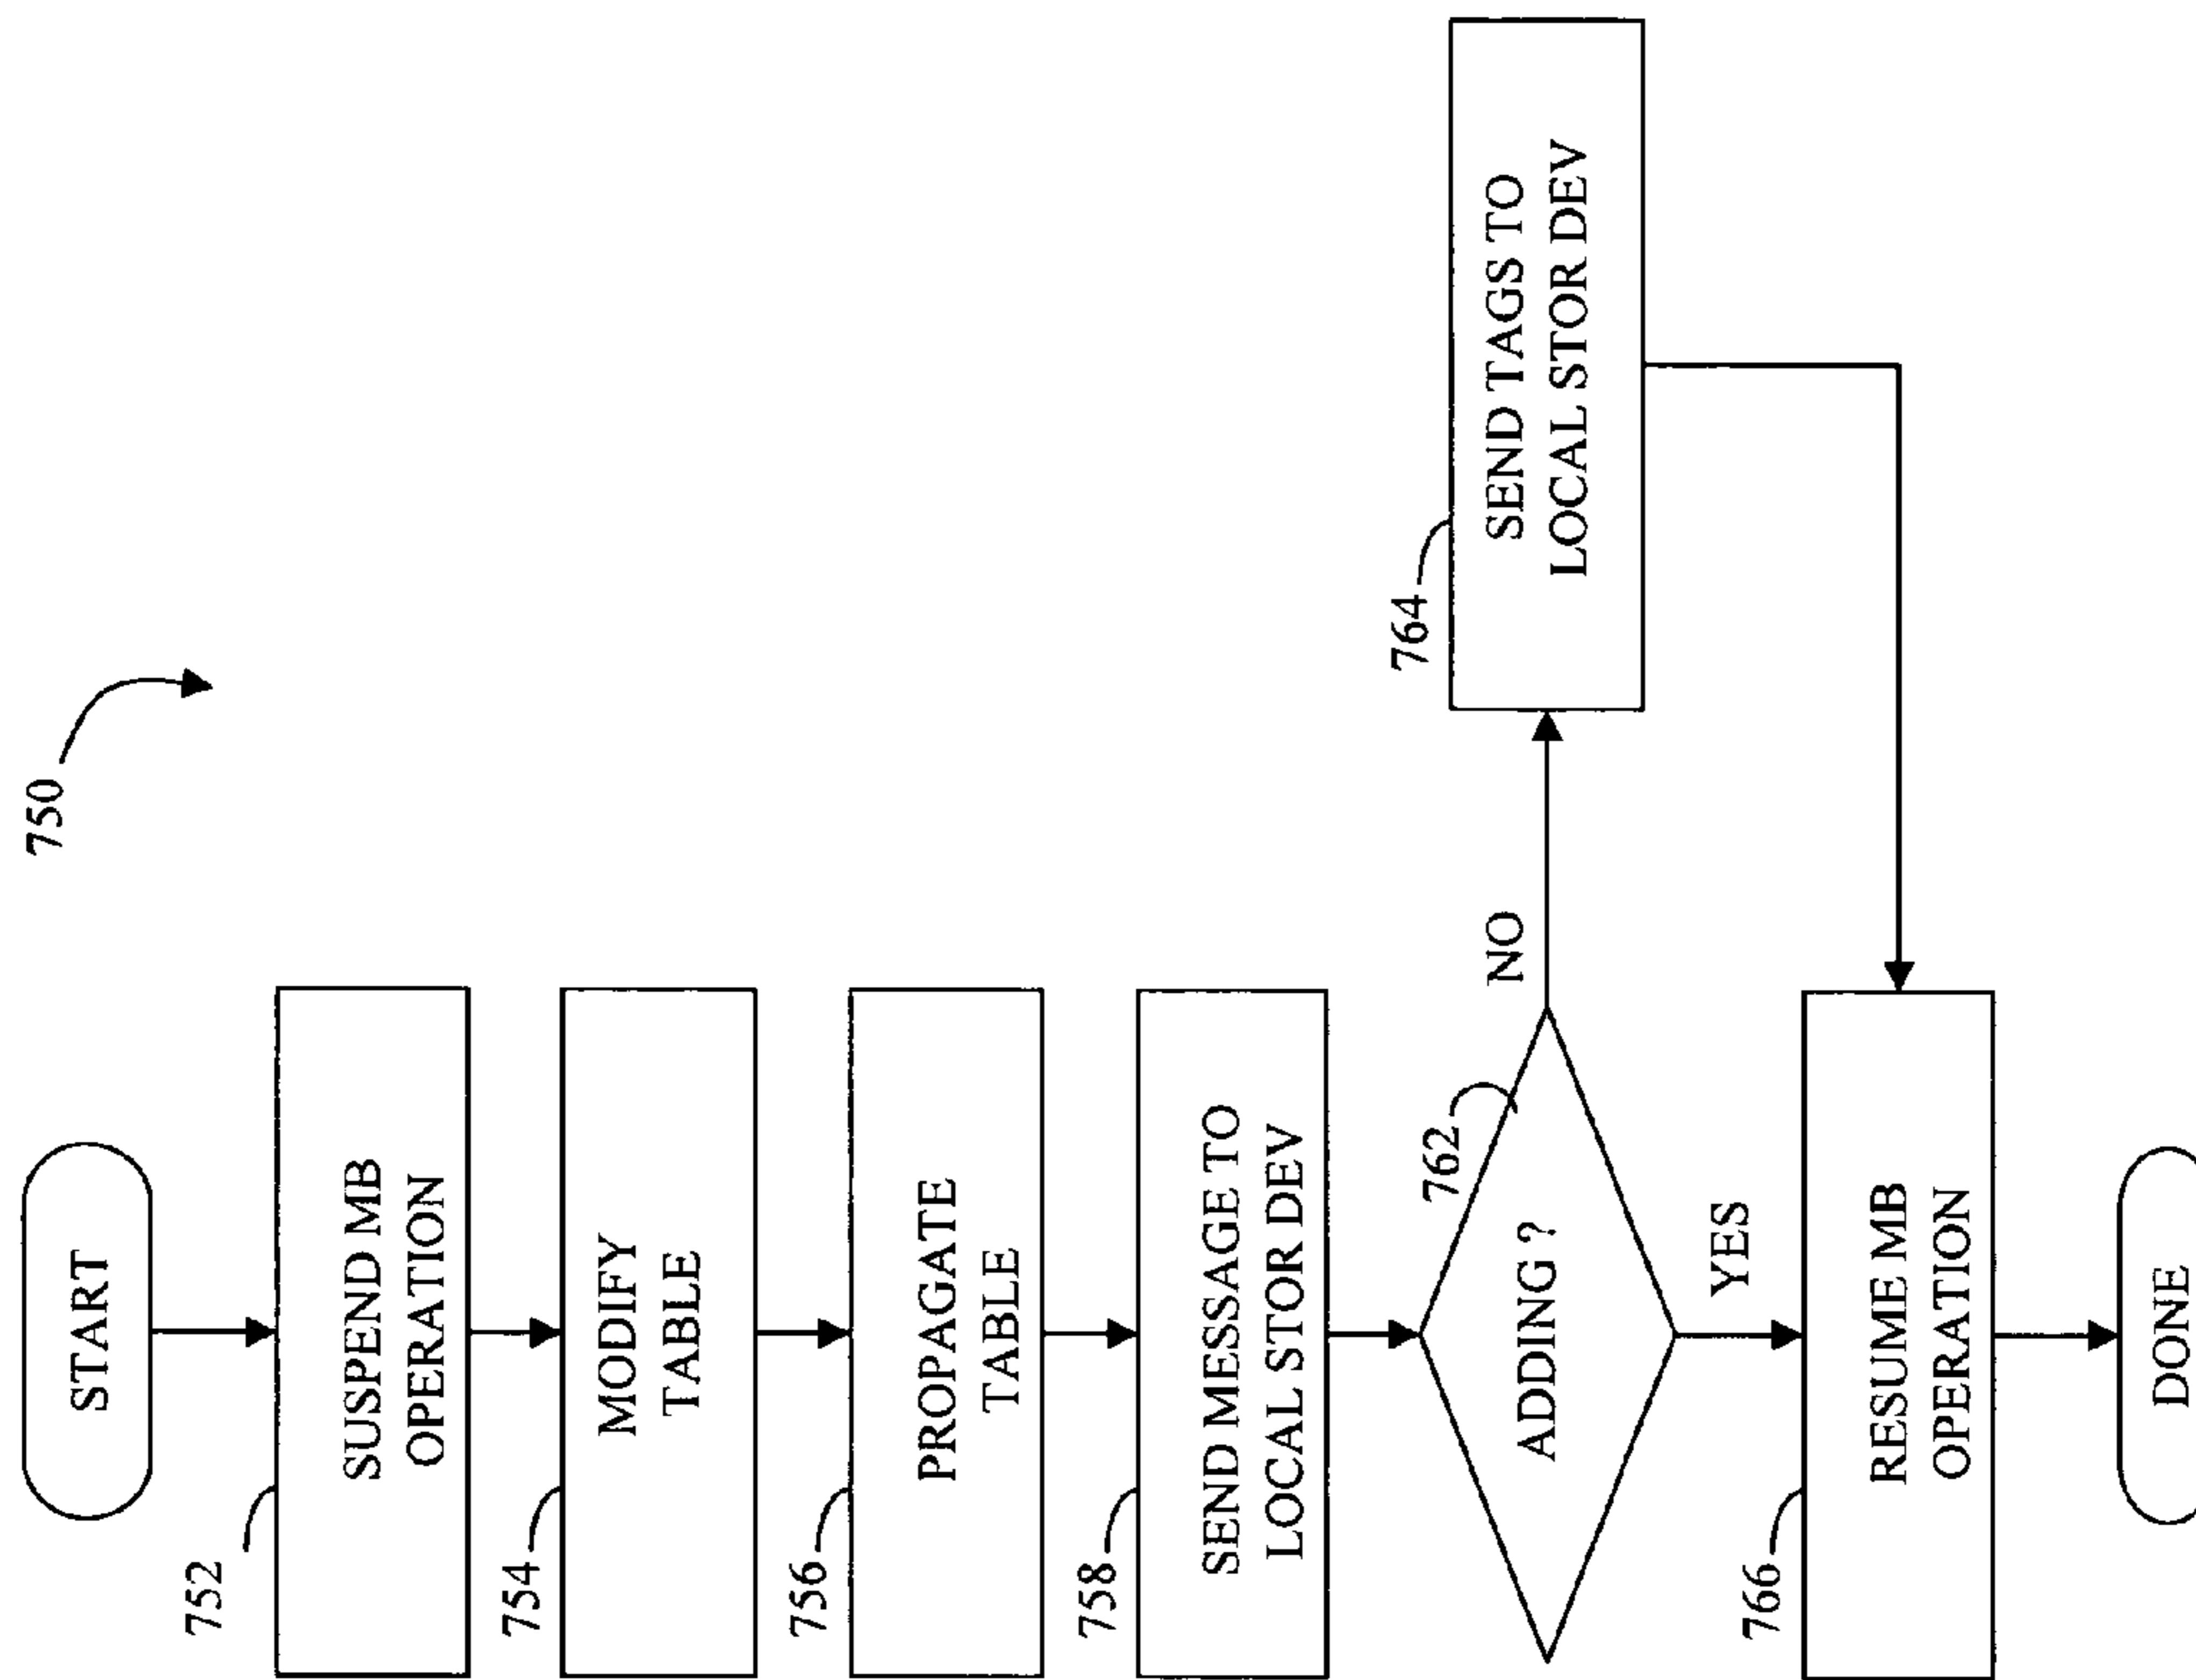 750
START
752
SUSPEND MB
OPERATION
754
MODIFY
TABLE
756
PROPAGATE
TABLE
758
SEND MESSAGE TO
LOCAL STOR DEV
762
ADDING ?
NO
764
SEND TAGS TO
LOCAL STOR DEV
YES
766
RESUME MB
OPERATION
DONE